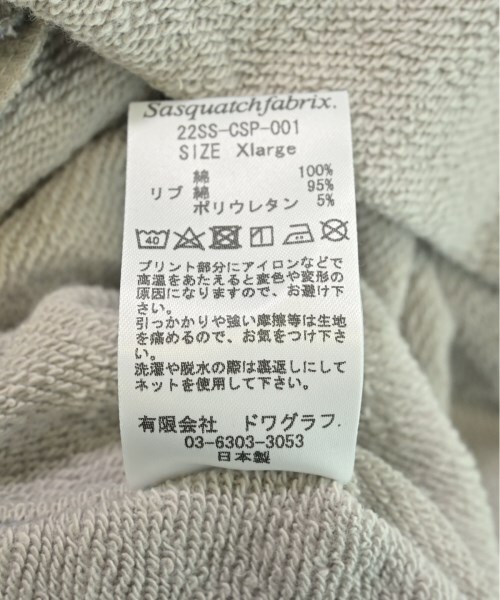 Sasquatchfabrix.
22SS-CSP-001
SIZE Xlarge
綿 100%
リブ 綿 95%
ポリウレタン 5%
40
プリント部分にアイロンなどで
高温をあたえると変色や変形の
原因になりますので、お避け下
さい。
引っかかりや強い摩擦等は生地
を痛めるので、お気をつけ下さ
い。
洗濯や脱水の際は裏返しにして
ネットを使用して下さい。
有限会社 ドワグラフ.
03-6303-3053
日本製